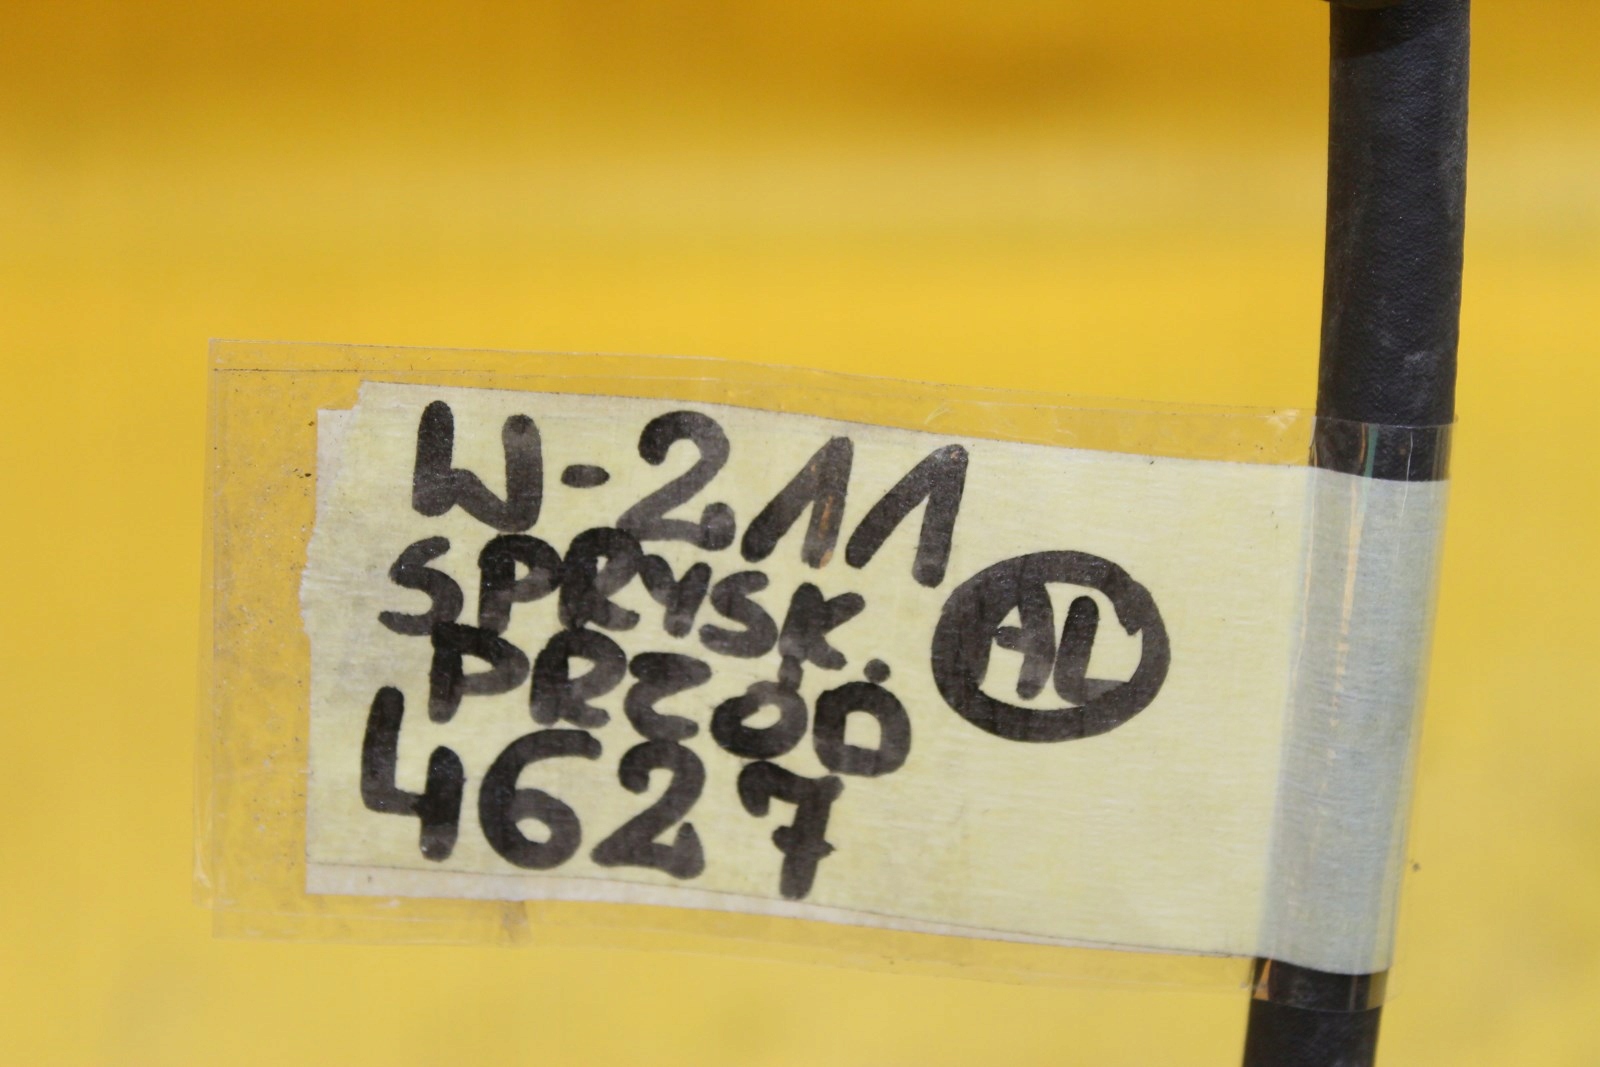 W-211
SPRYSK.
PRZÓD
4627
AL